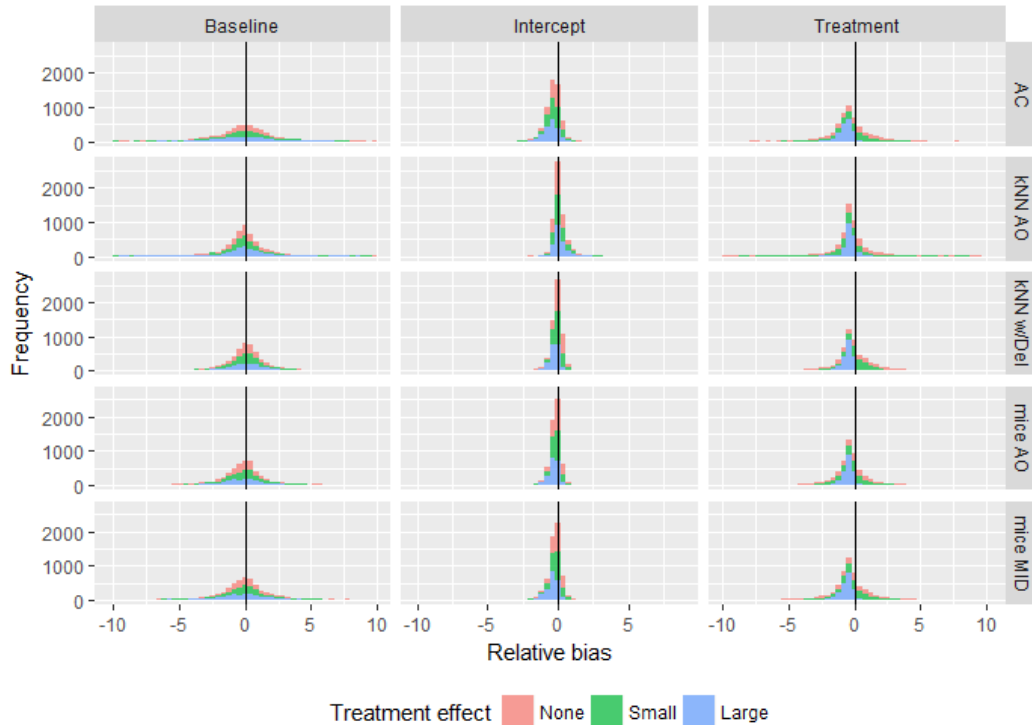 Baseline Intercept Treatment
2000
1000
0
AC
2000
1000
0
kNN AO
Frequency
2000
1000
0
kNN w/Del
2000
1000
0
mice AO
2000
1000
0
mice MID
-10 -5 0 5 10 -10 -5 0 5 -10 -5 0 5 10
Relative bias
Treatment effect None Small Large